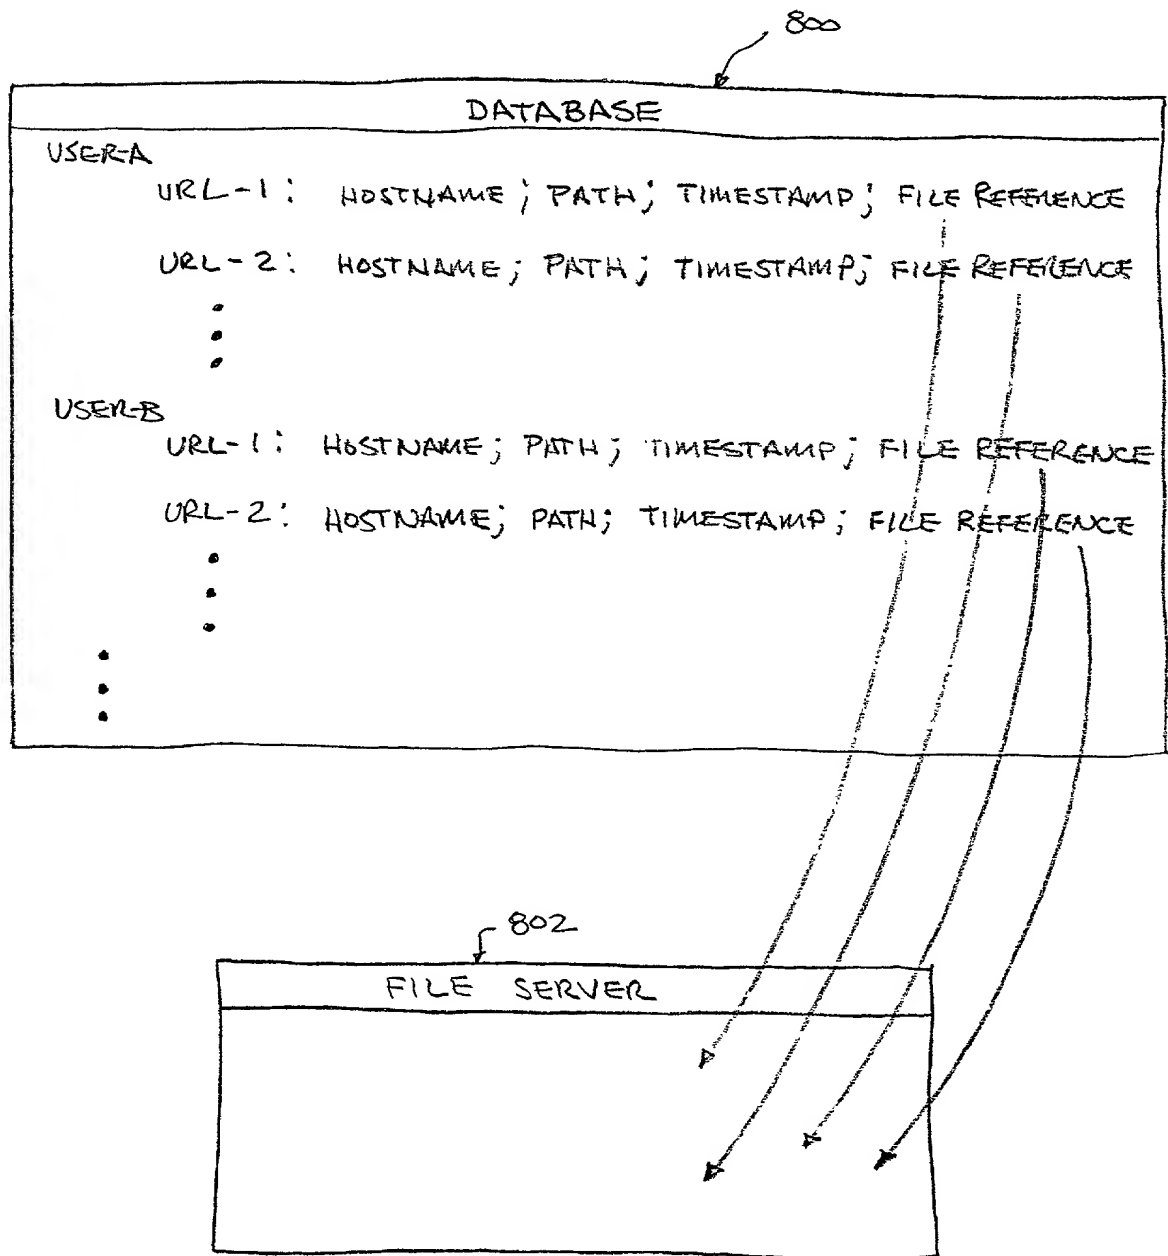 800
DATABASE
USER-A
URL-1: HOSTNAME; PATH; TIMESTAMP; FILE REFERENCE
URL-2: HOSTNAME; PATH; TIMESTAMP; FILE REFERENCE
USER-B
URL-1: HOSTNAME; PATH; TIMESTAMP; FILE REFERENCE
URL-2: HOSTNAME; PATH; TIMESTAMP; FILE REFERENCE
802
FILE SERVER